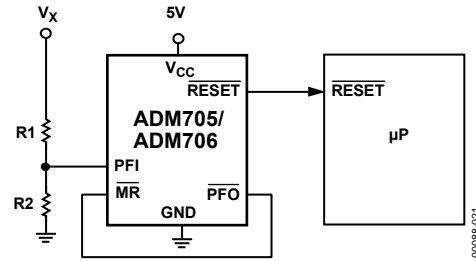 VX
5V
VCC
RESET
RESET
R1
ADM705/
ADM706
µP
PFI
R2
MR
PFO
GND
00088-021